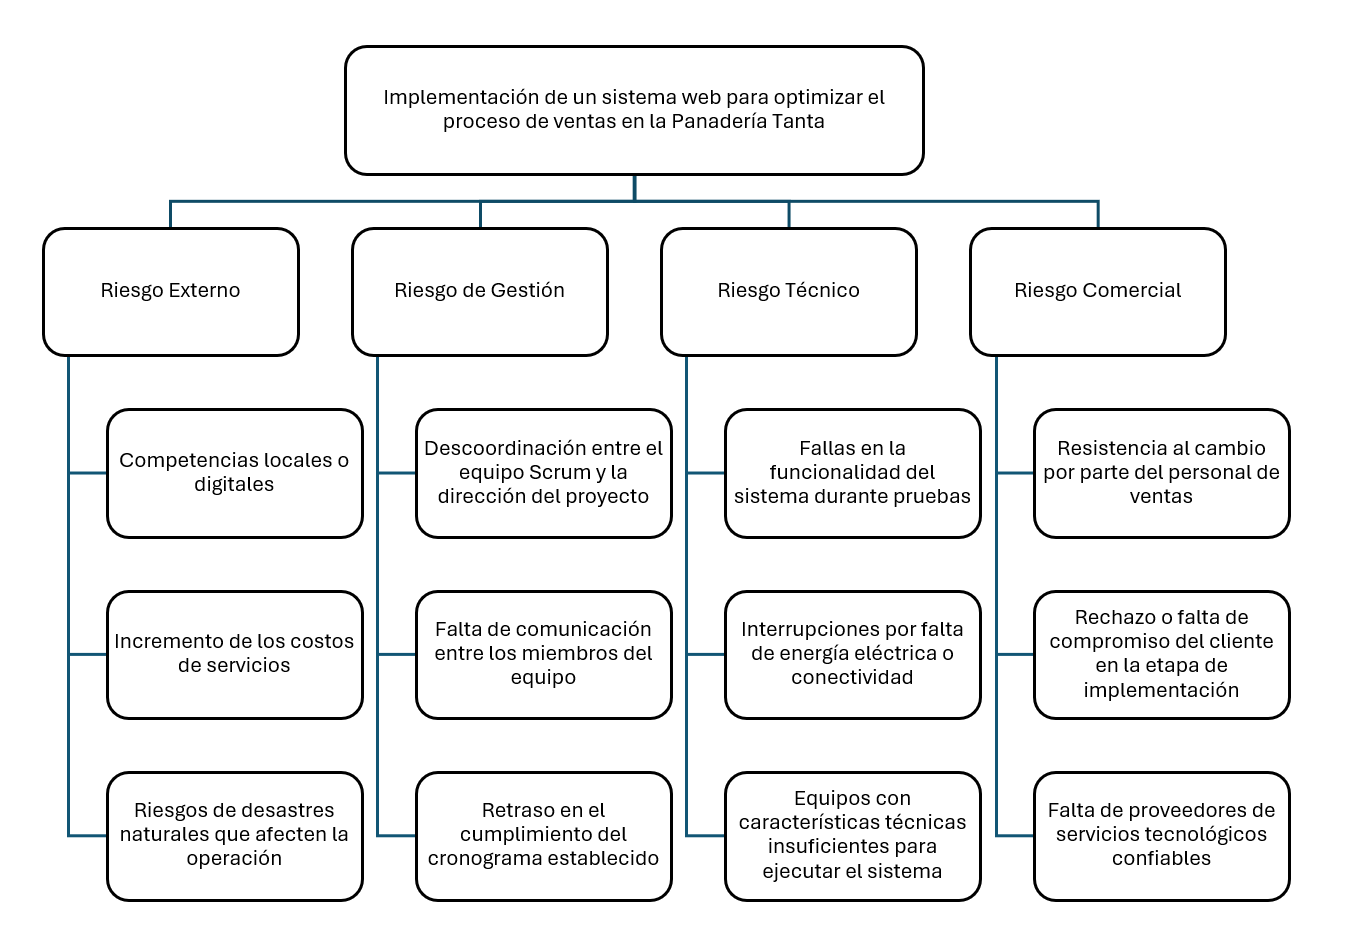 Implementación de un sistema web para optimizar el
proceso de ventas en la Panadería Tanta
Riesgo Externo
Riesgo de Gestión
Riesgo Técnico
Riesgo Comercial
Competencias locales o
digitales
Descoordinación entre el
equipo Scrum y la
dirección del proyecto
Fallas en la
funcionalidad del
sistema durante pruebas
Resistencia al cambio
por parte del personal de
ventas
Incremento de los costos
de servicios
Falta de comunicación
entre los miembros del
equipo
Interrupciones por falta
de energía eléctrica o
conectividad
Rechazo o falta de
compromiso del cliente
en la etapa de
implementación
Riesgos de desastres
naturales que afecten la
operación
Retraso en el
cumplimiento del
cronograma establecido
Equipos con
características técnicas
insuficientes para
ejecutar el sistema
Falta de proveedores de
servicios tecnológicos
confiables